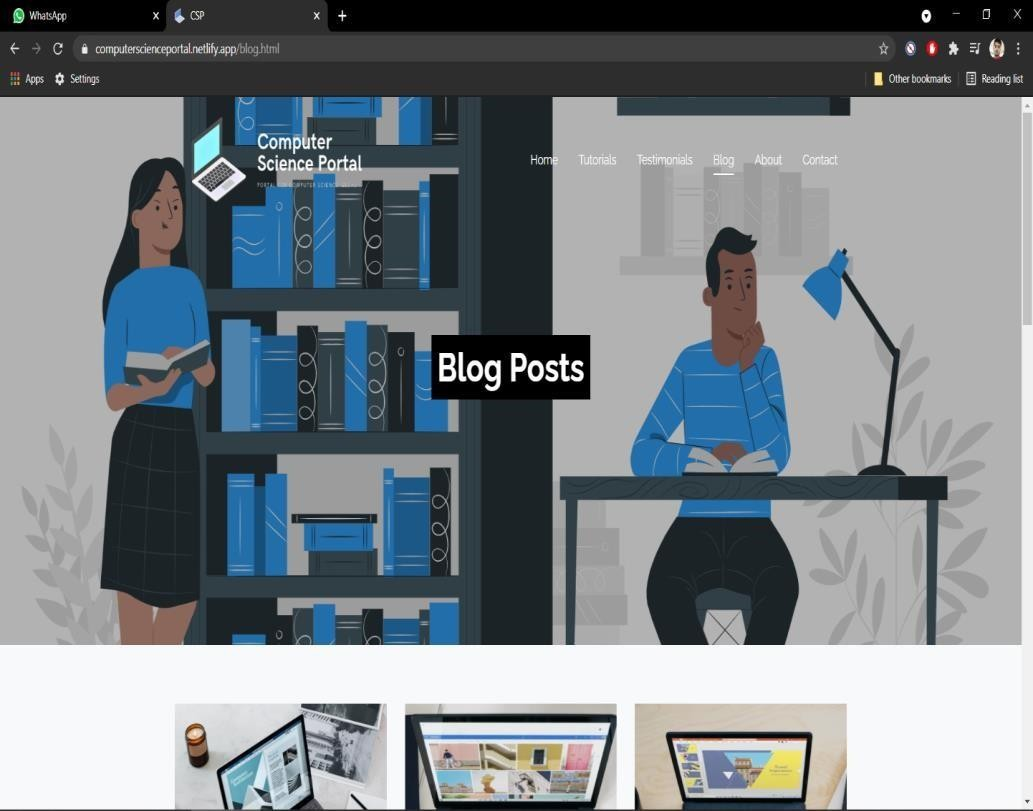 WhatsApp
CSP
computerscienceportal.netlify.app/blog.html
Apps
Settings
Other bookmarks
Reading list
Computer
Science Portal
Home
Tutorials
Testimonials
Blog
About
Contact
Blog Posts